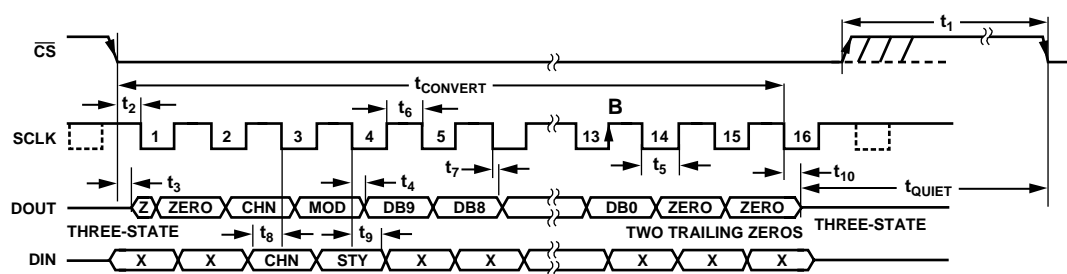 t1
CS
tCONVERT
t2
t6
B
SCLK
1 2 3 4 5 13 14 15 16
t7
t5
t10
t3
t4
tQUIET
DOUT
Z ZERO CHN MOD DB9 DB8 DB0 ZERO ZERO
THREE-STATE
t8
t9
TWO TRAILING ZEROS
THREE-STATE
DIN
X X CHN STY X X X X X